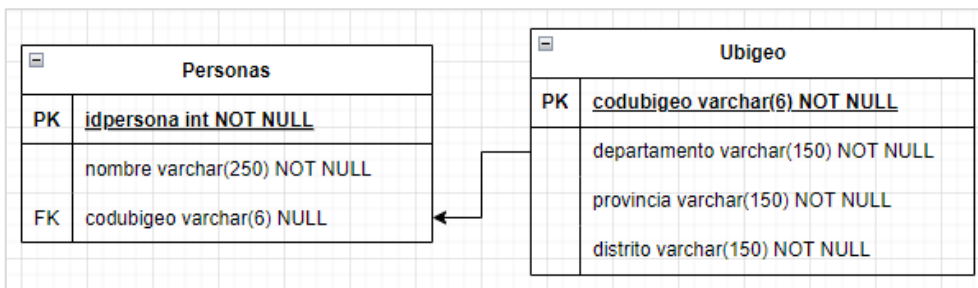 Personas
PK idpersona int NOT NULL
nombre varchar(250) NOT NULL
FK codubigeo varchar(6) NULL
Ubigeo
PK codubigeo varchar(6) NOT NULL
departamento varchar(150) NOT NULL
provincia varchar(150) NOT NULL
distrito varchar(150) NOT NULL